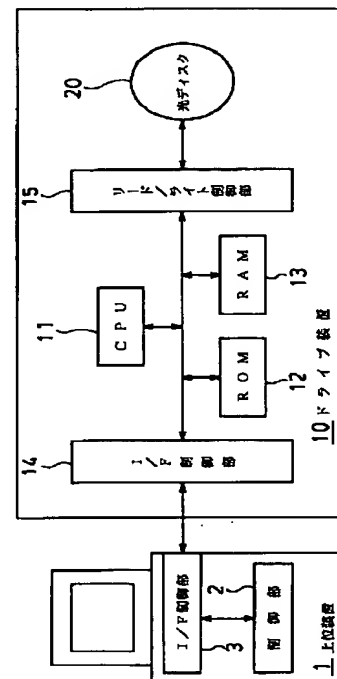 20
光ディスク
15
リード／ライト制御部
11
CPU
RAM
13
ROM
12
14
I/F制御部
10 ドライブ装置
I/F制御部
3
2
制御部
1 上位装置